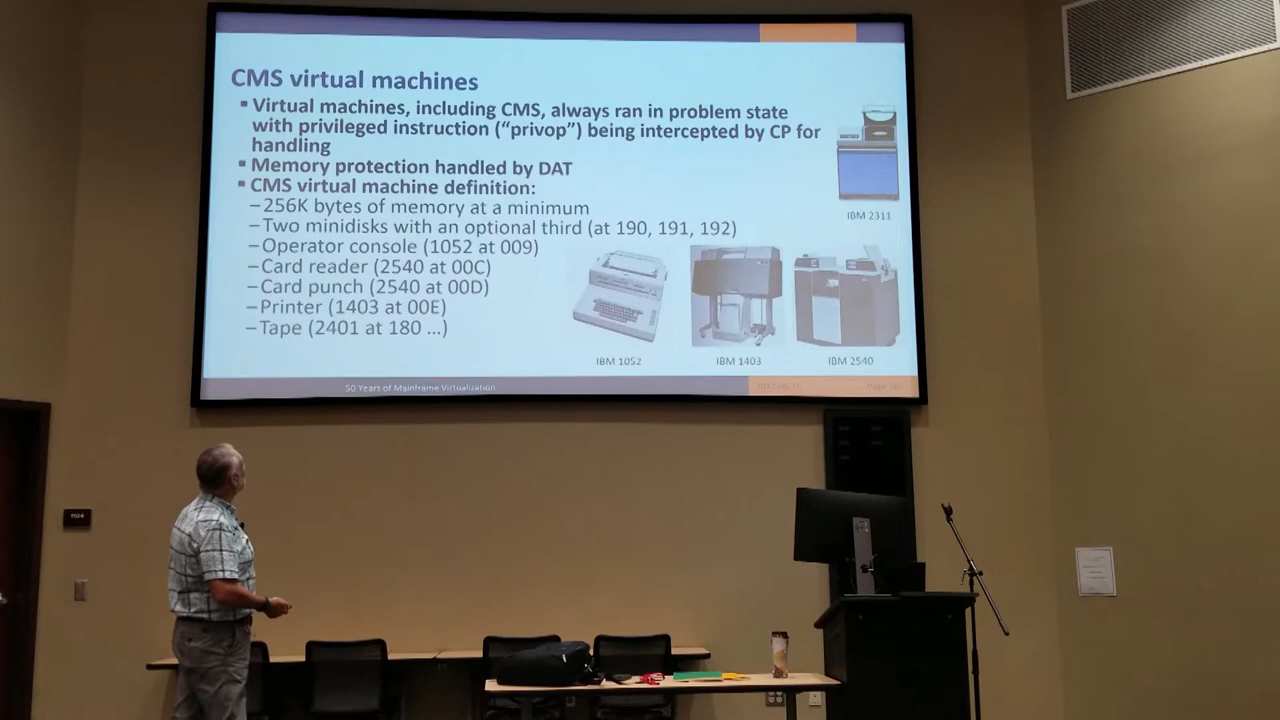 CMS virtual machines
▪ Virtual machines, including CMS, always ran in problem state
with privileged instruction (“privop”) being intercepted by CP for
handling
▪ Memory protection handled by DAT
▪ CMS virtual machine definition:
–256K bytes of memory at a minimum
–Two minidisks with an optional third (at 190, 191, 192)
–Operator console (1052 at 009)
–Card reader (2540 at 00C)
–Card punch (2540 at 00D)
–Printer (1403 at 00E)
–Tape (2401 at 180 ...)
IBM 2311
IBM 1052
IBM 1403
IBM 2540
50 Years of Mainframe Virtualization
Page 16
1104